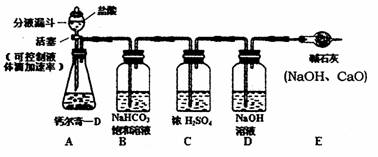 分液漏斗
盐酸
活塞
(可控制液
体滴加速率)
碱石灰
(NaOH、CaO)
NaHCO₃
饱和溶液
浓 H₂SO₄
NaOH
溶液
钙尔奇—D
A
B
C
D
E